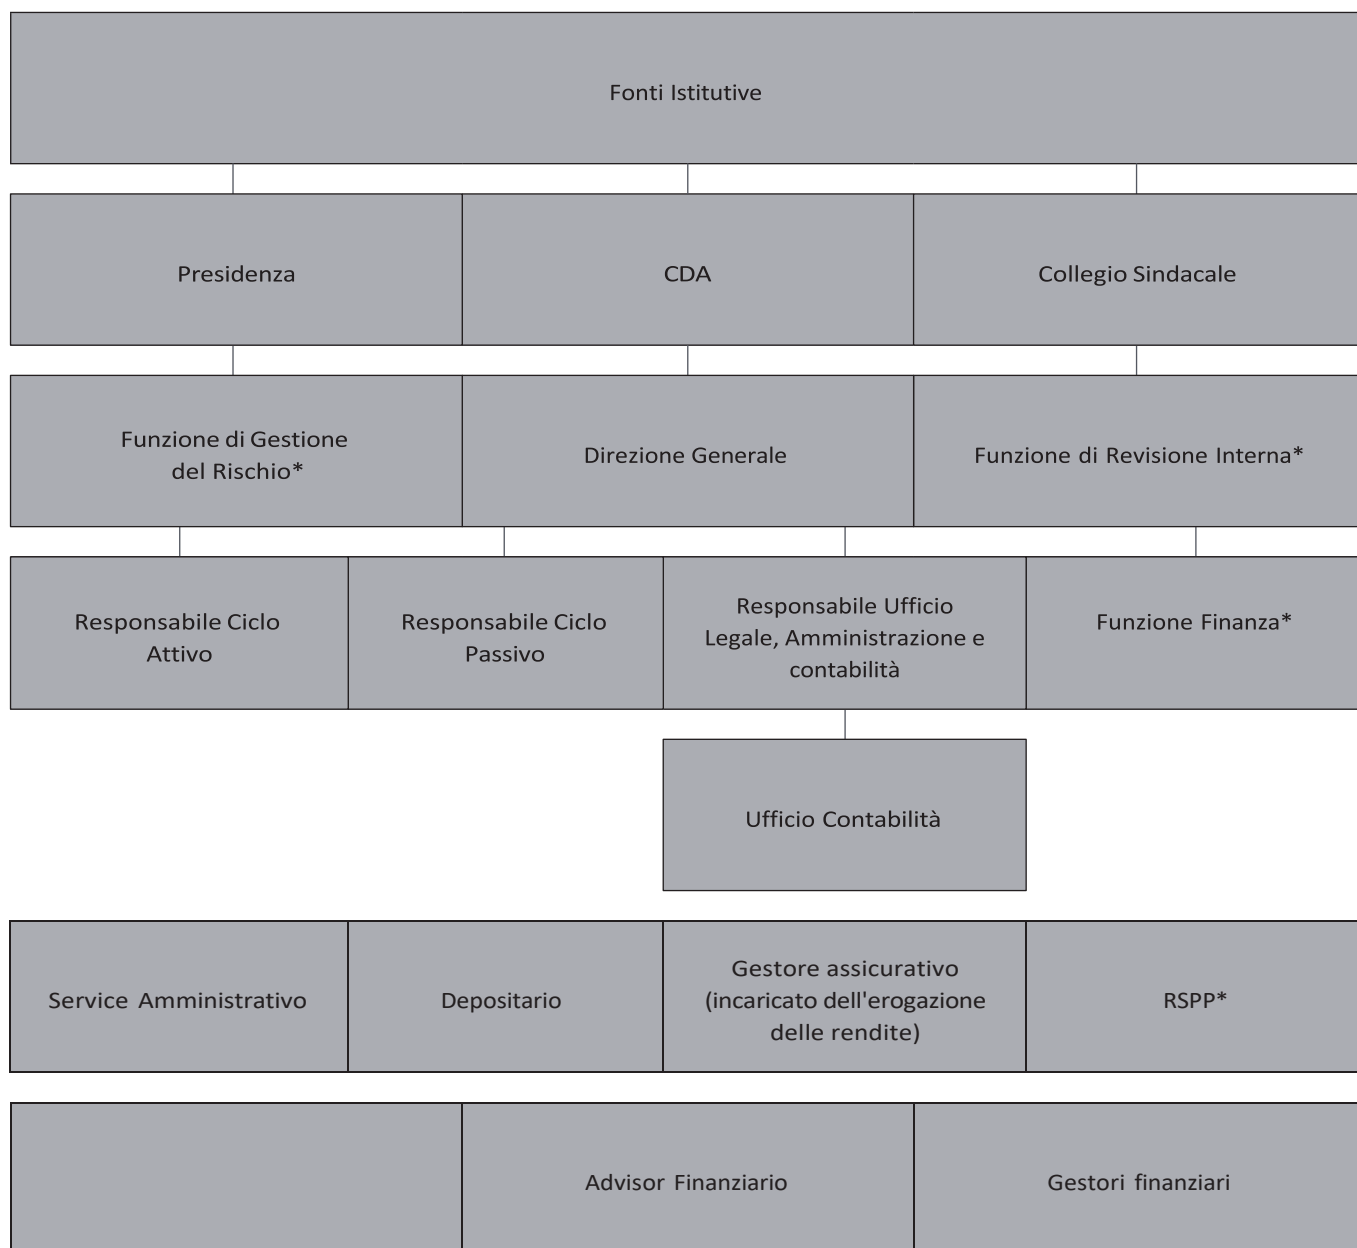 Fonti Istitutive
Presidenza
CDA
Collegio Sindacale
Funzione di Gestione
del Rischio*
Direzione Generale
Funzione di Revisione Interna*
Responsabile Ciclo
Attivo
Responsabile Ciclo
Passivo
Responsabile Ufficio
Legale, Amministrazione e
contabilità
Funzione Finanza*
Ufficio Contabilità
Service Amministrativo
Depositario
Gestore assicurativo
(incaricato dell'erogazione
delle rendite)
RSPP*
Advisor Finanziario
Gestori finanziari